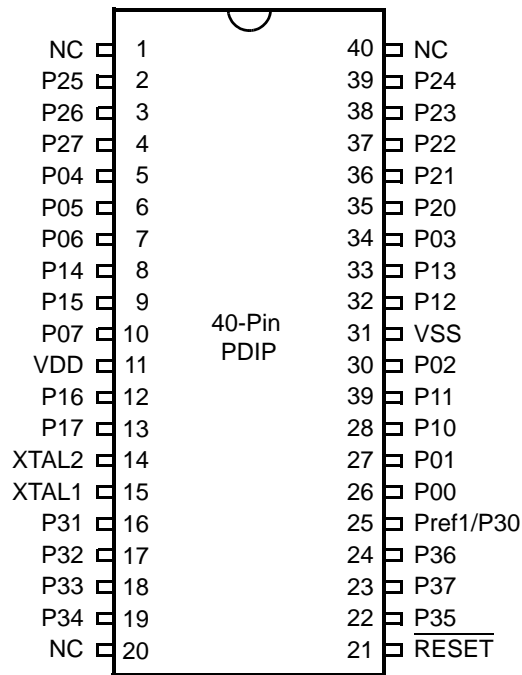 NC 1 40 NC
P25 2 39 P24
P26 3 38 P23
P27 4 37 P22
P04 5 36 P21
P05 6 35 P20
P06 7 34 P03
P14 8 33 P13
P15 9 32 P12
P07 10 40-Pin 31 VSS
VDD 11 PDIP 30 P02
P16 12 39 P11
P17 13 28 P10
XTAL2 14 27 P01
XTAL1 15 26 P00
P31 16 25 Pref1/P30
P32 17 24 P36
P33 18 23 P37
P34 19 22 P35
NC 20 21 RESET